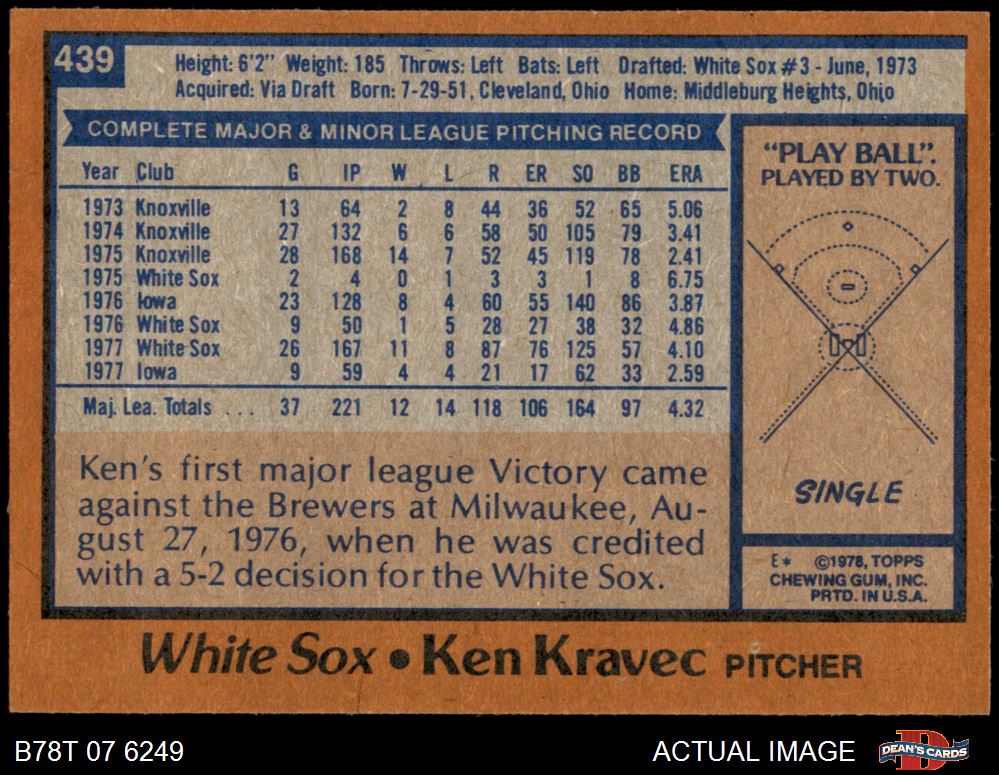 439
Height: 6'2" Weight: 185 Throws: Left Bats: Left Drafted: White Sox #3 - June, 1973
Acquired: Via Draft Born: 7-29-51, Cleveland, Ohio Home: Middleburg Heights, Ohio
COMPLETE MAJOR & MINOR LEAGUE PITCHING RECORD
Year Club G IP W L R ER SO BB ERA
1973 Knoxville 13 64 2 8 44 36 52 65 5.06
1974 Knoxville 27 132 6 6 58 50 105 79 3.41
1975 Knoxville 28 168 14 7 52 45 119 78 2.41
1975 White Sox 2 4 0 1 3 3 1 8 6.75
1976 Iowa 23 128 8 4 60 55 140 86 3.87
1976 White Sox 9 50 1 5 28 27 38 32 4.86
1977 White Sox 26 167 11 8 87 76 125 57 4.10
1977 Iowa 9 59 4 4 21 17 62 33 2.59
Maj. Lea. Totals ... 37 221 12 14 118 106 164 97 4.32
Ken's first major league Victory came
against the Brewers at Milwaukee, Au-
gust 27, 1976, when he was credited
with a 5-2 decision for the White Sox.
"PLAY BALL".
PLAYED BY TWO.
SINGLE
E* ©1978, TOPPS
CHEWING GUM, INC.
PRTD. IN U.S.A.
White Sox • Ken Kravec PITCHER
B78T 07 6249
ACTUAL IMAGE
D
DEAN'S CARDS